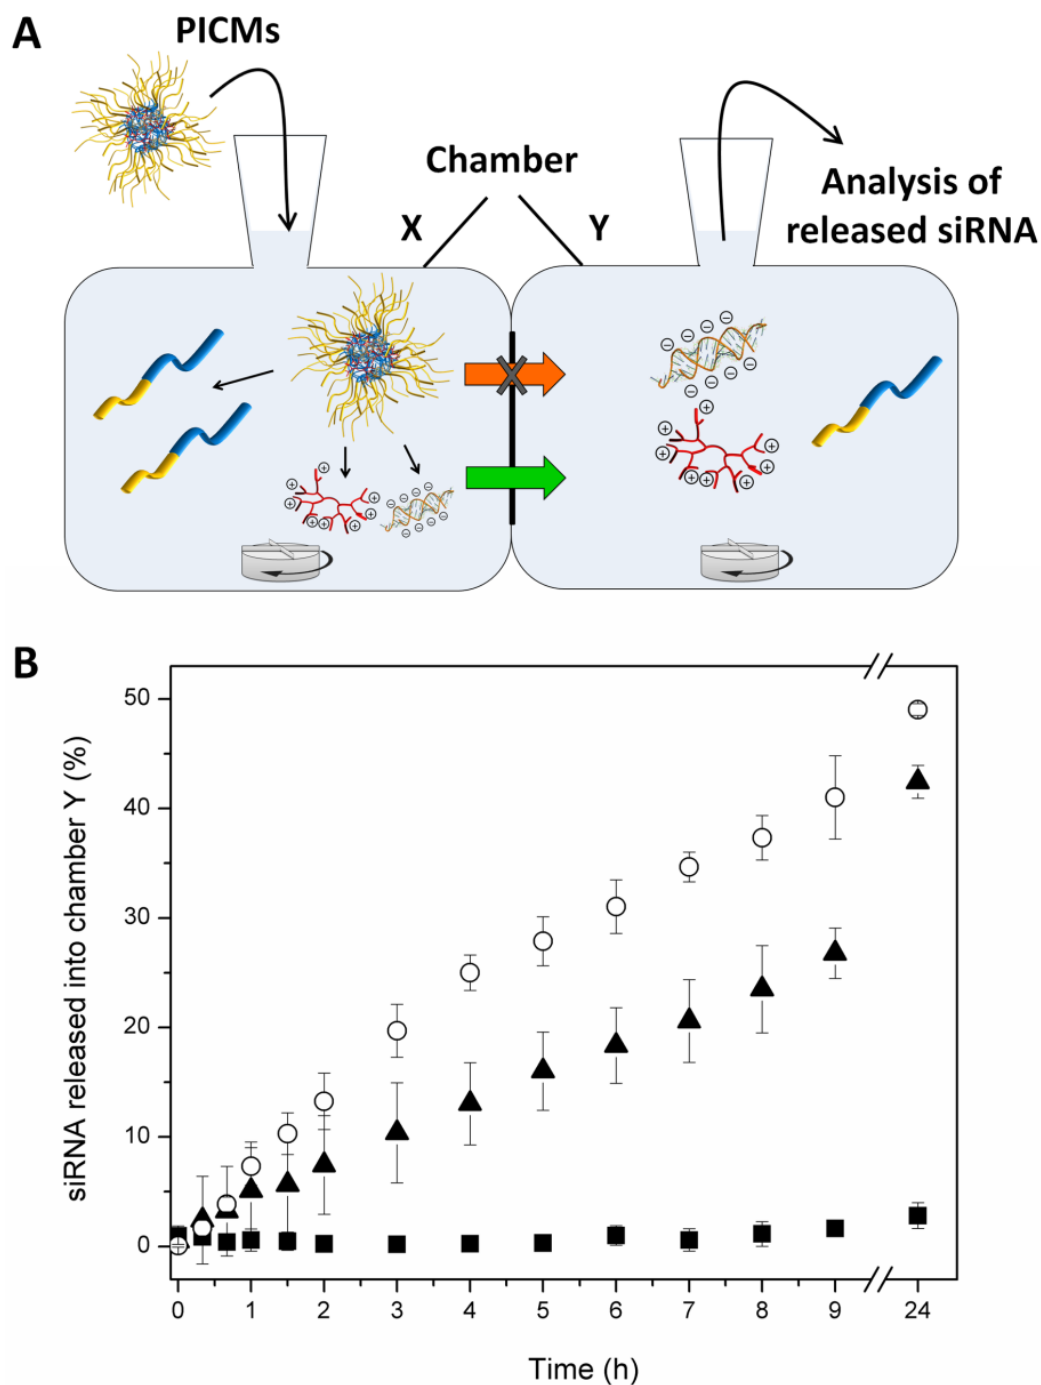 A
PICMs
Chamber
X
Y
Analysis of
released siRNA
+ + + + + + + +
- - - - - - - -
- - - - - - - -
+ + + + + + + +
B
siRNA released into chamber Y (%)
50
40
30
20
10
0
0 1 2 3 4 5 6 7 8 9 24
Time (h)